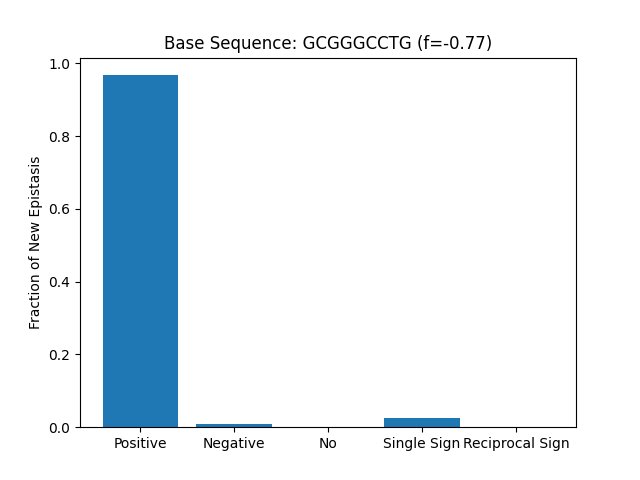 Base Sequence: GCGGGCCTG (f=-0.77)
Fraction of New Epistasis
1.0
0.8
0.6
0.4
0.2
0.0
Positive Negative No Single Sign Reciprocal Sign